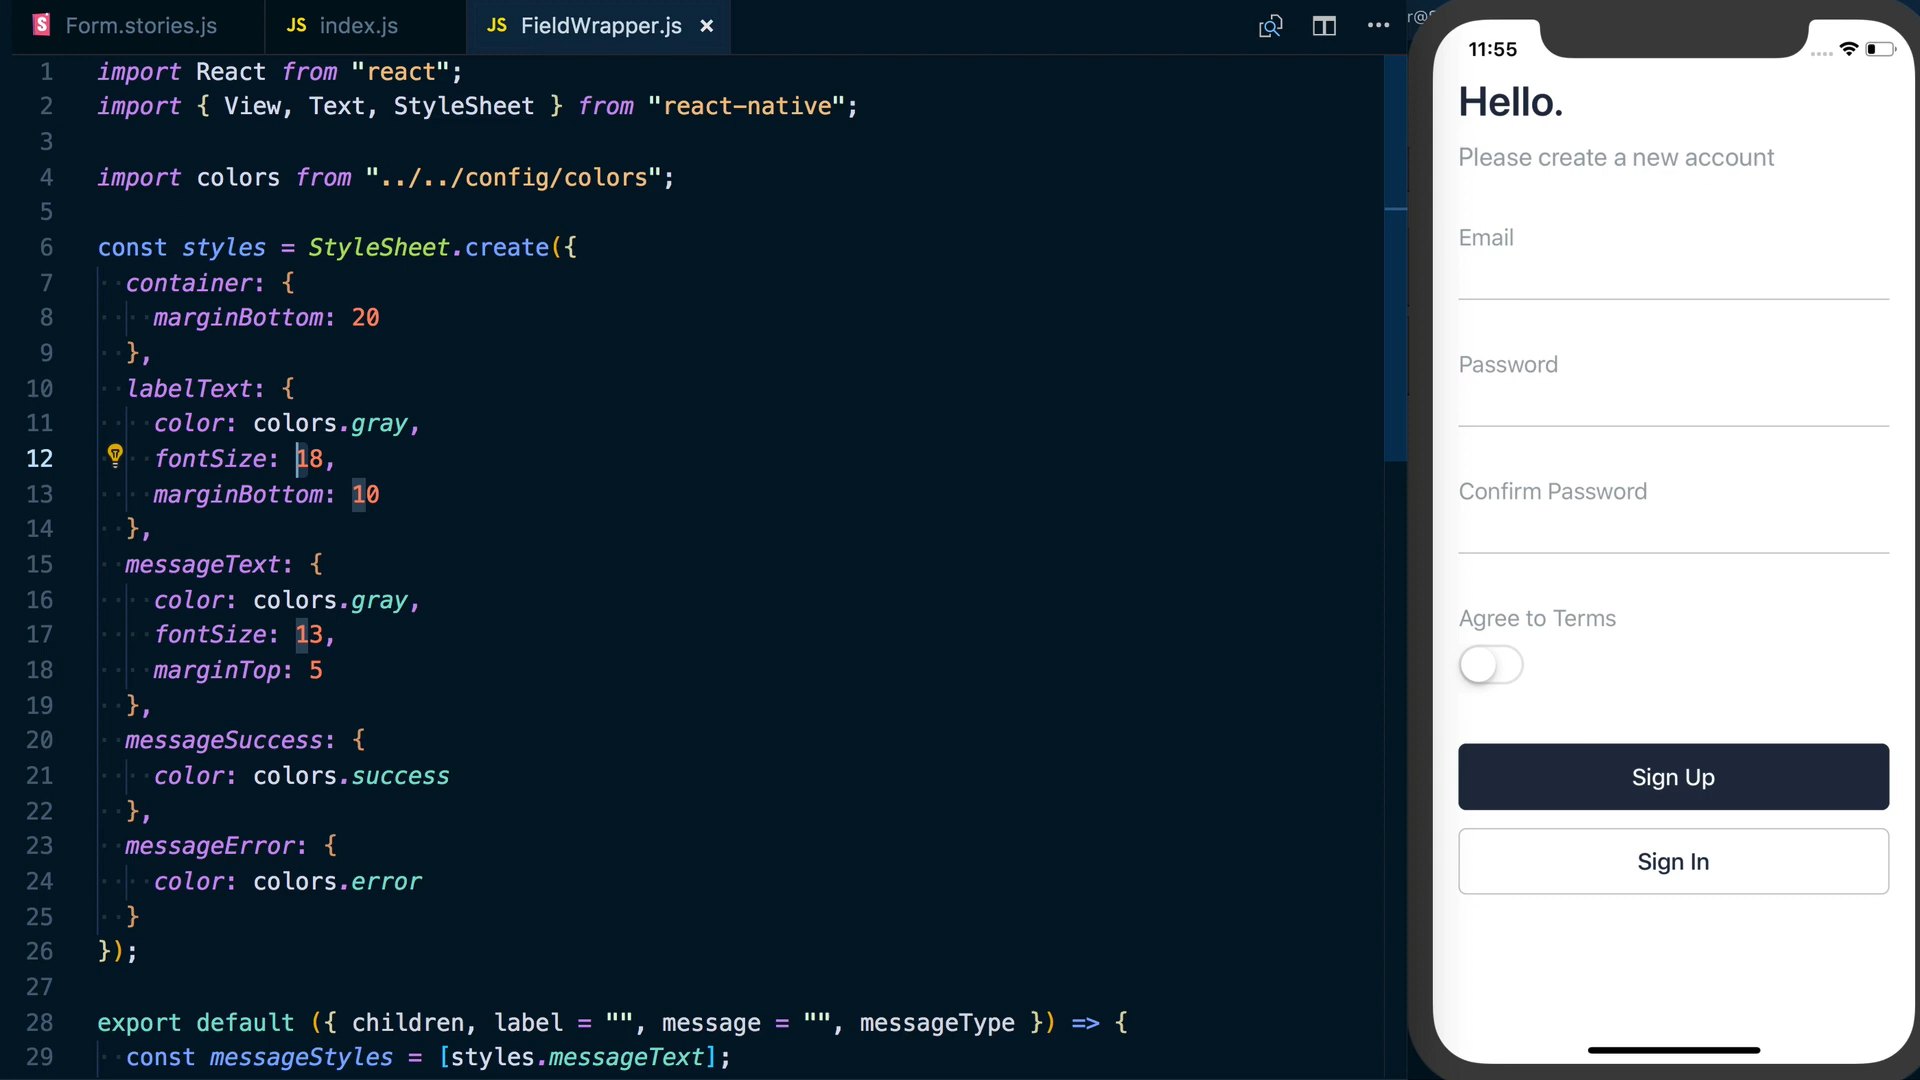 Form.stories.js
JS index.js
JS FieldWrapper.js ×
1 import React from "react";
2 import { View, Text, StyleSheet } from "react-native";
3
4 import colors from "../../config/colors";
5
6 const styles = StyleSheet.create({
7 container: {
8 marginBottom: 20
9 },
10 labelText: {
11 color: colors.gray,
12 fontSize: 18,
13 marginBottom: 10
14 },
15 messageText: {
16 color: colors.gray,
17 fontSize: 13,
18 marginTop: 5
19 },
20 messageSuccess: {
21 color: colors.success
22 },
23 messageError: {
24 color: colors.error
25 }
26 });
27
28 export default ({ children, label = "", message = "", messageType }) => {
29 const messageStyles = [styles.messageText];
11:55
Hello.
Please create a new account
Email
Password
Confirm Password
Agree to Terms
Sign Up
Sign In